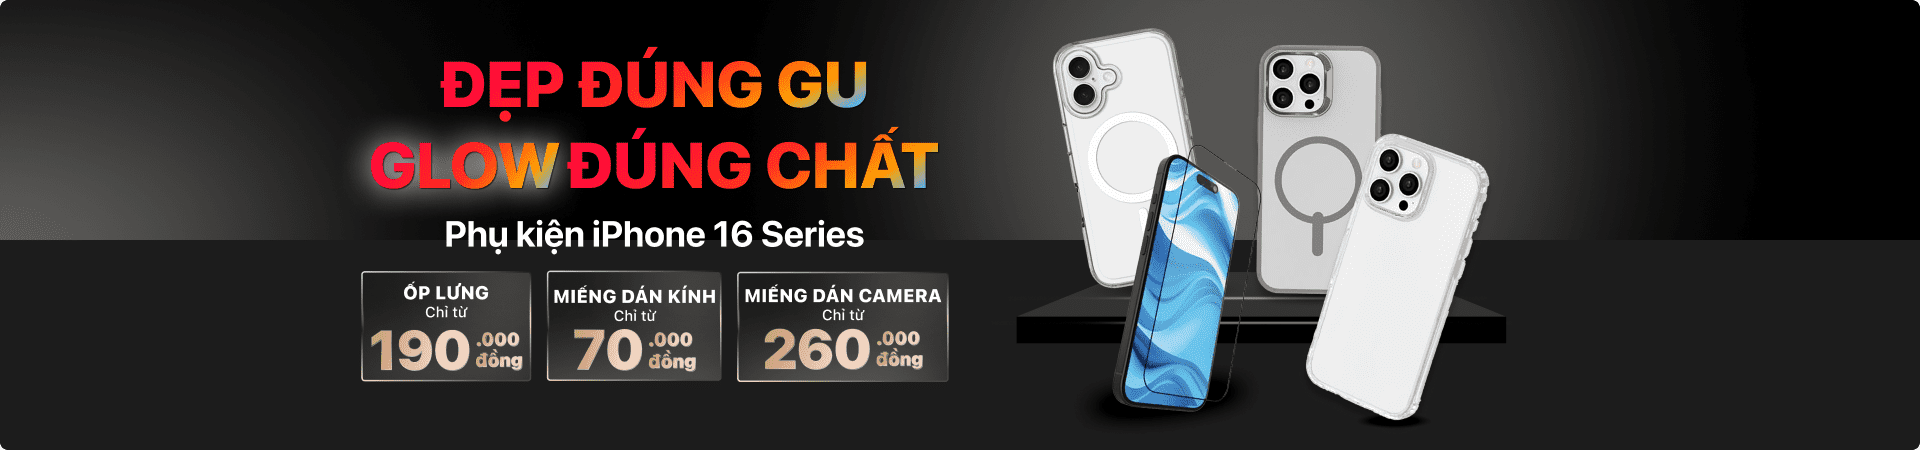 ĐẸP ĐÚNG GU
GLOW ĐÚNG CHẤT
Phụ kiện iPhone 16 Series
ỐP LƯNG
Chỉ từ
190.000 đồng
MIẾNG DÁN KÍNH
Chỉ từ
70.000 đồng
MIẾNG DÁN CAMERA
Chỉ từ
260.000 đồng